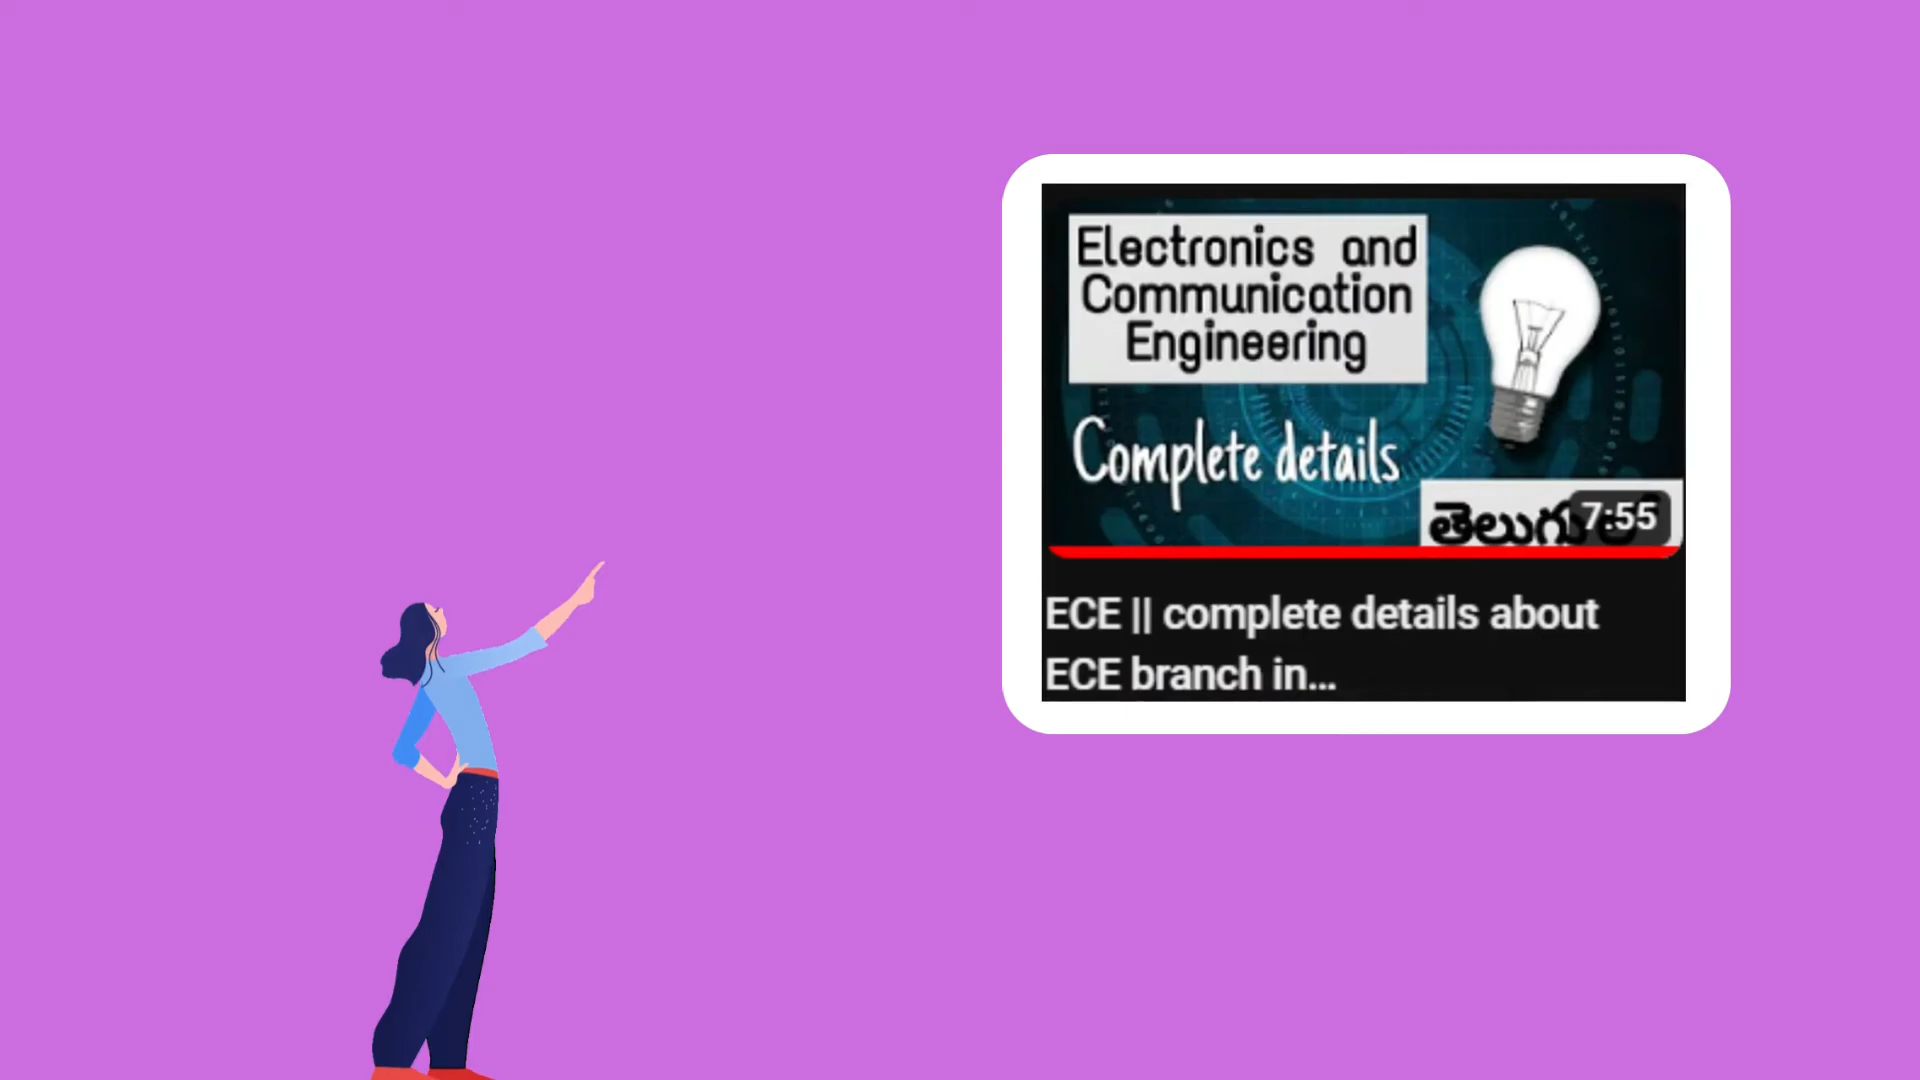 Electronics and
Communication
Engineering
Complete details
తెలుగు
7:55
ECE || complete details about
ECE branch in...